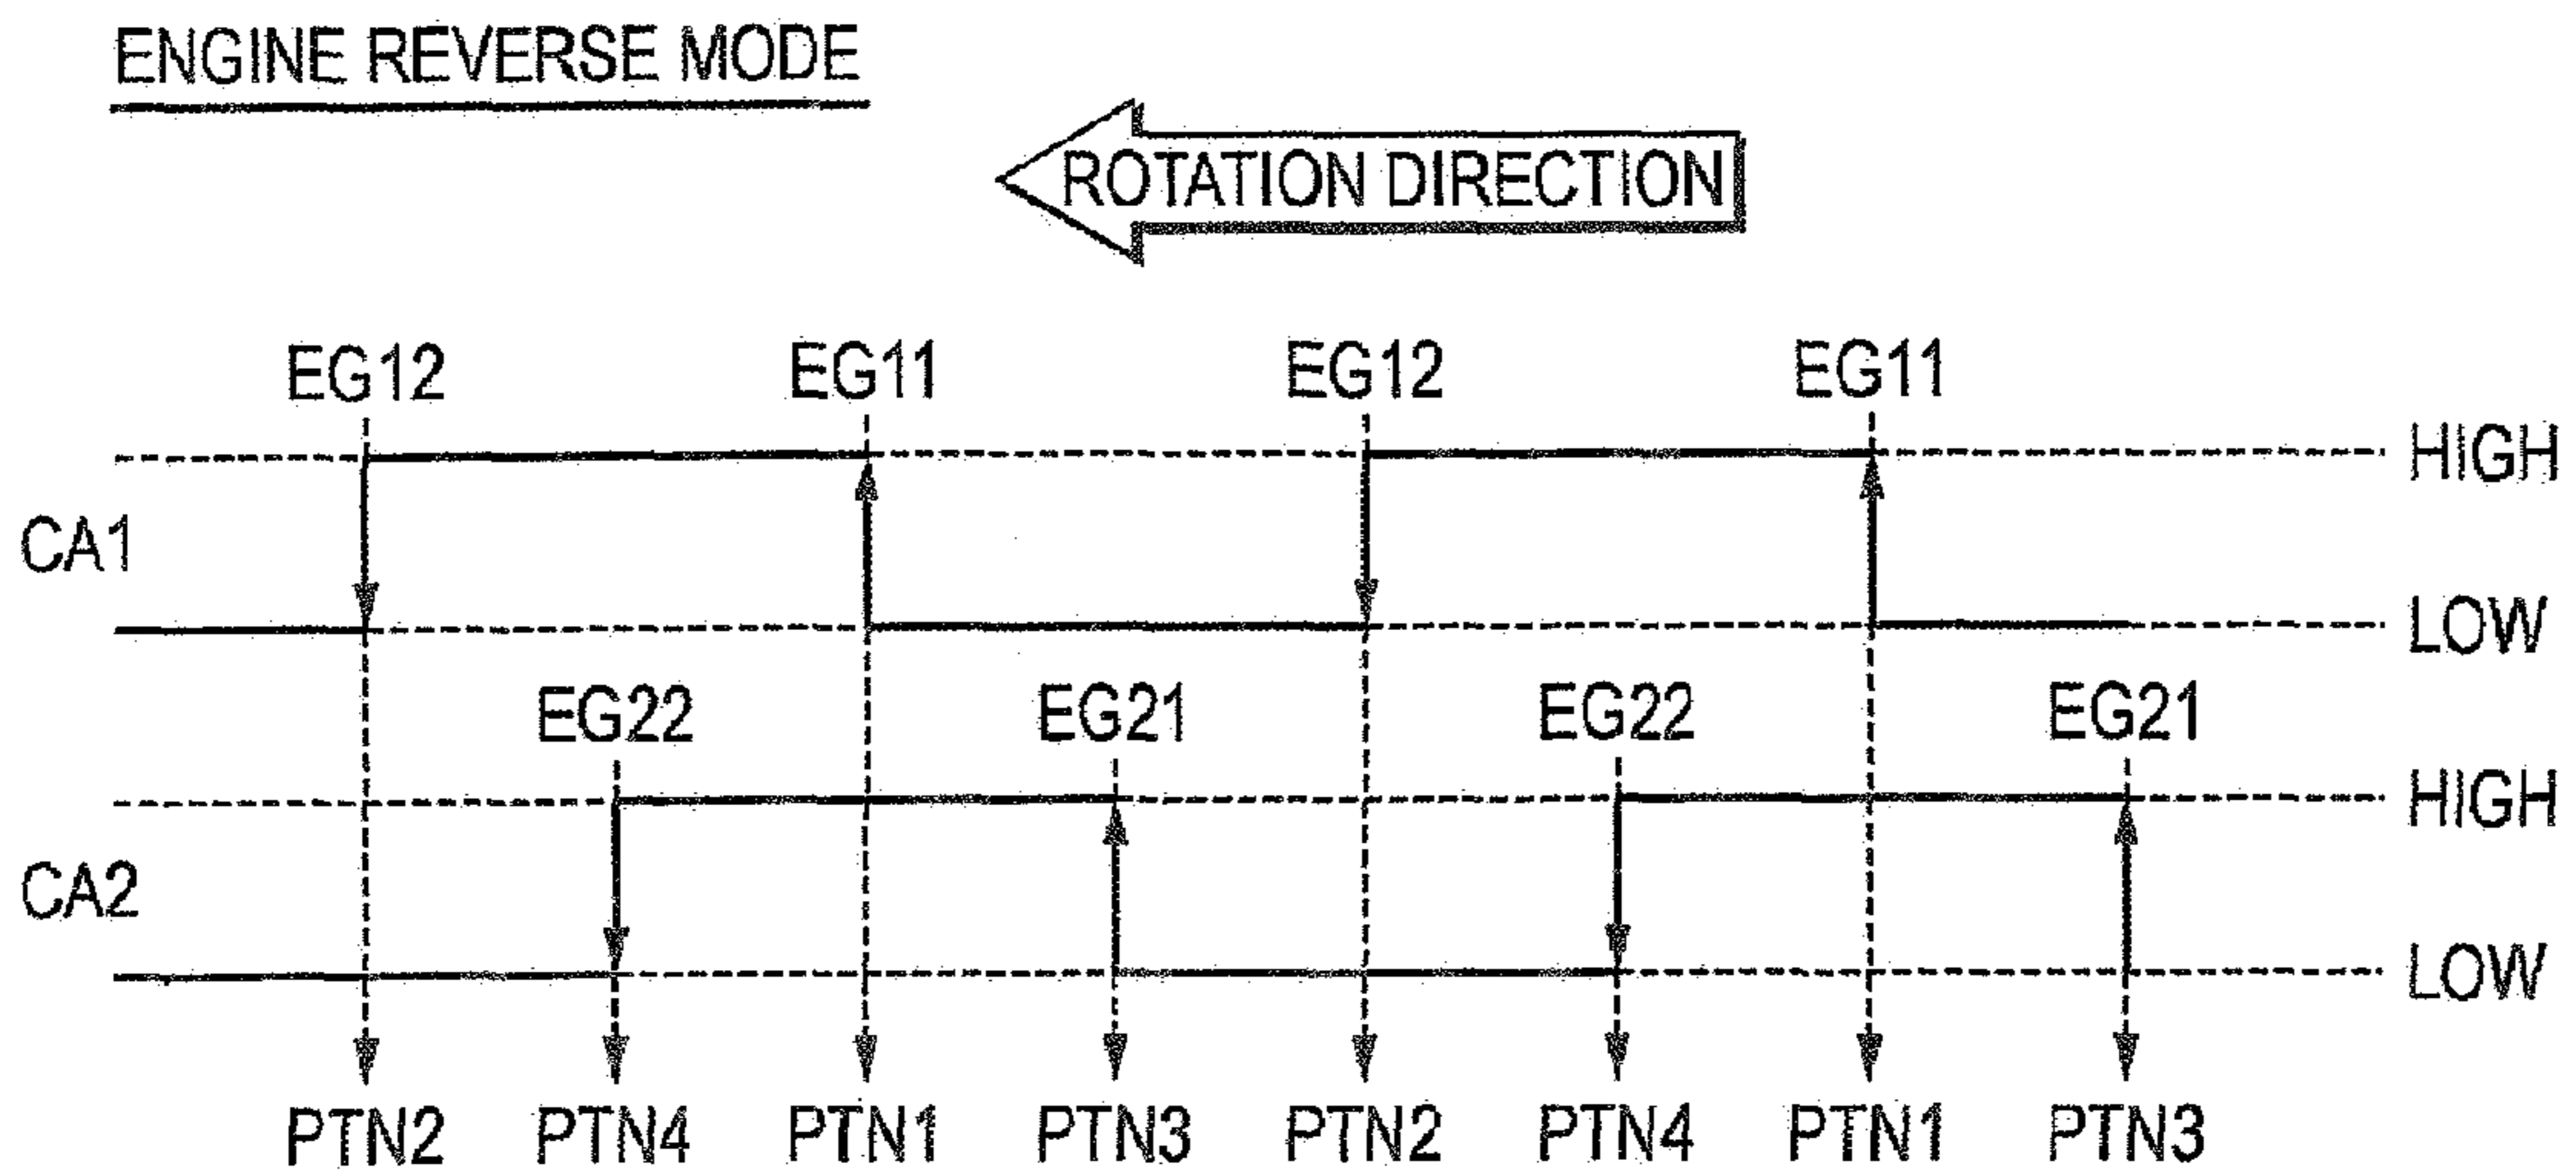 ENGINE REVERSE MODE
ROTATION DIRECTION
EG12 EG11 EG12 EG11
HIGH
CA1
LOW
EG22 EG21 EG22 EG21
HIGH
CA2
LOW
PTN2 PTN4 PTN1 PTN3 PTN2 PTN4 PTN1 PTN3